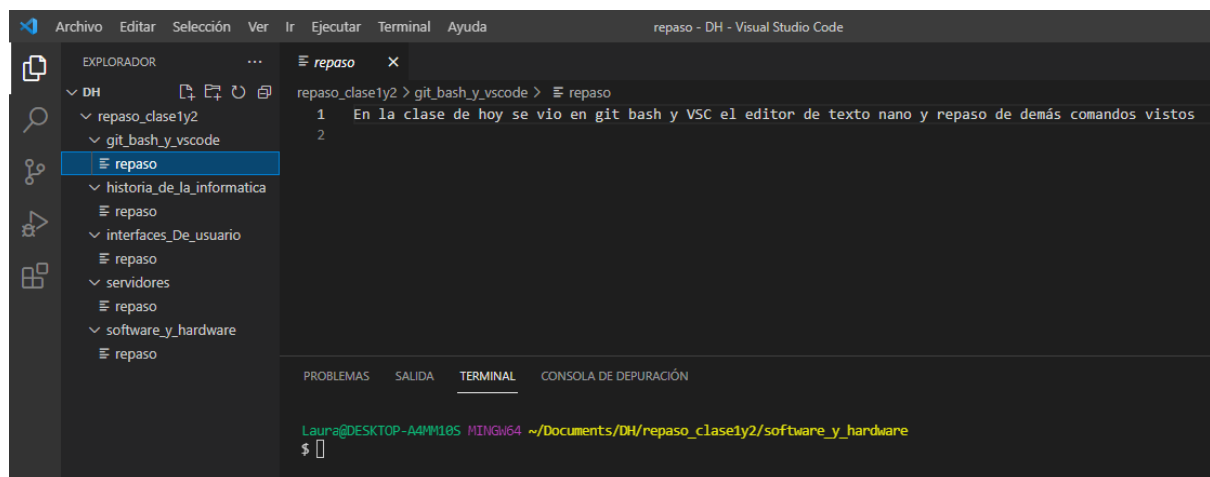 Archivo Editar Selección Ver Ir Ejecutar Terminal Ayuda repaso - DH - Visual Studio Code
EXPLORADOR ...
DH
repaso_clase1y2
git_bash_y_vscode
repaso
historia_de_la_informatica
repaso
interfaces_De_usuario
repaso
servidores
repaso
software_y_hardware
repaso
repaso
repaso_clase1y2 > git_bash_y_vscode > repaso
1 En la clase de hoy se vio en git bash y VSC el editor de texto nano y repaso de demás comandos vistos
2
PROBLEMAS SALIDA TERMINAL CONSOLA DE DEPURACIÓN
Laura@DESKTOP-A4MM10S MINGW64 ~/Documents/DH/repaso_clase1y2/software_y_hardware
$